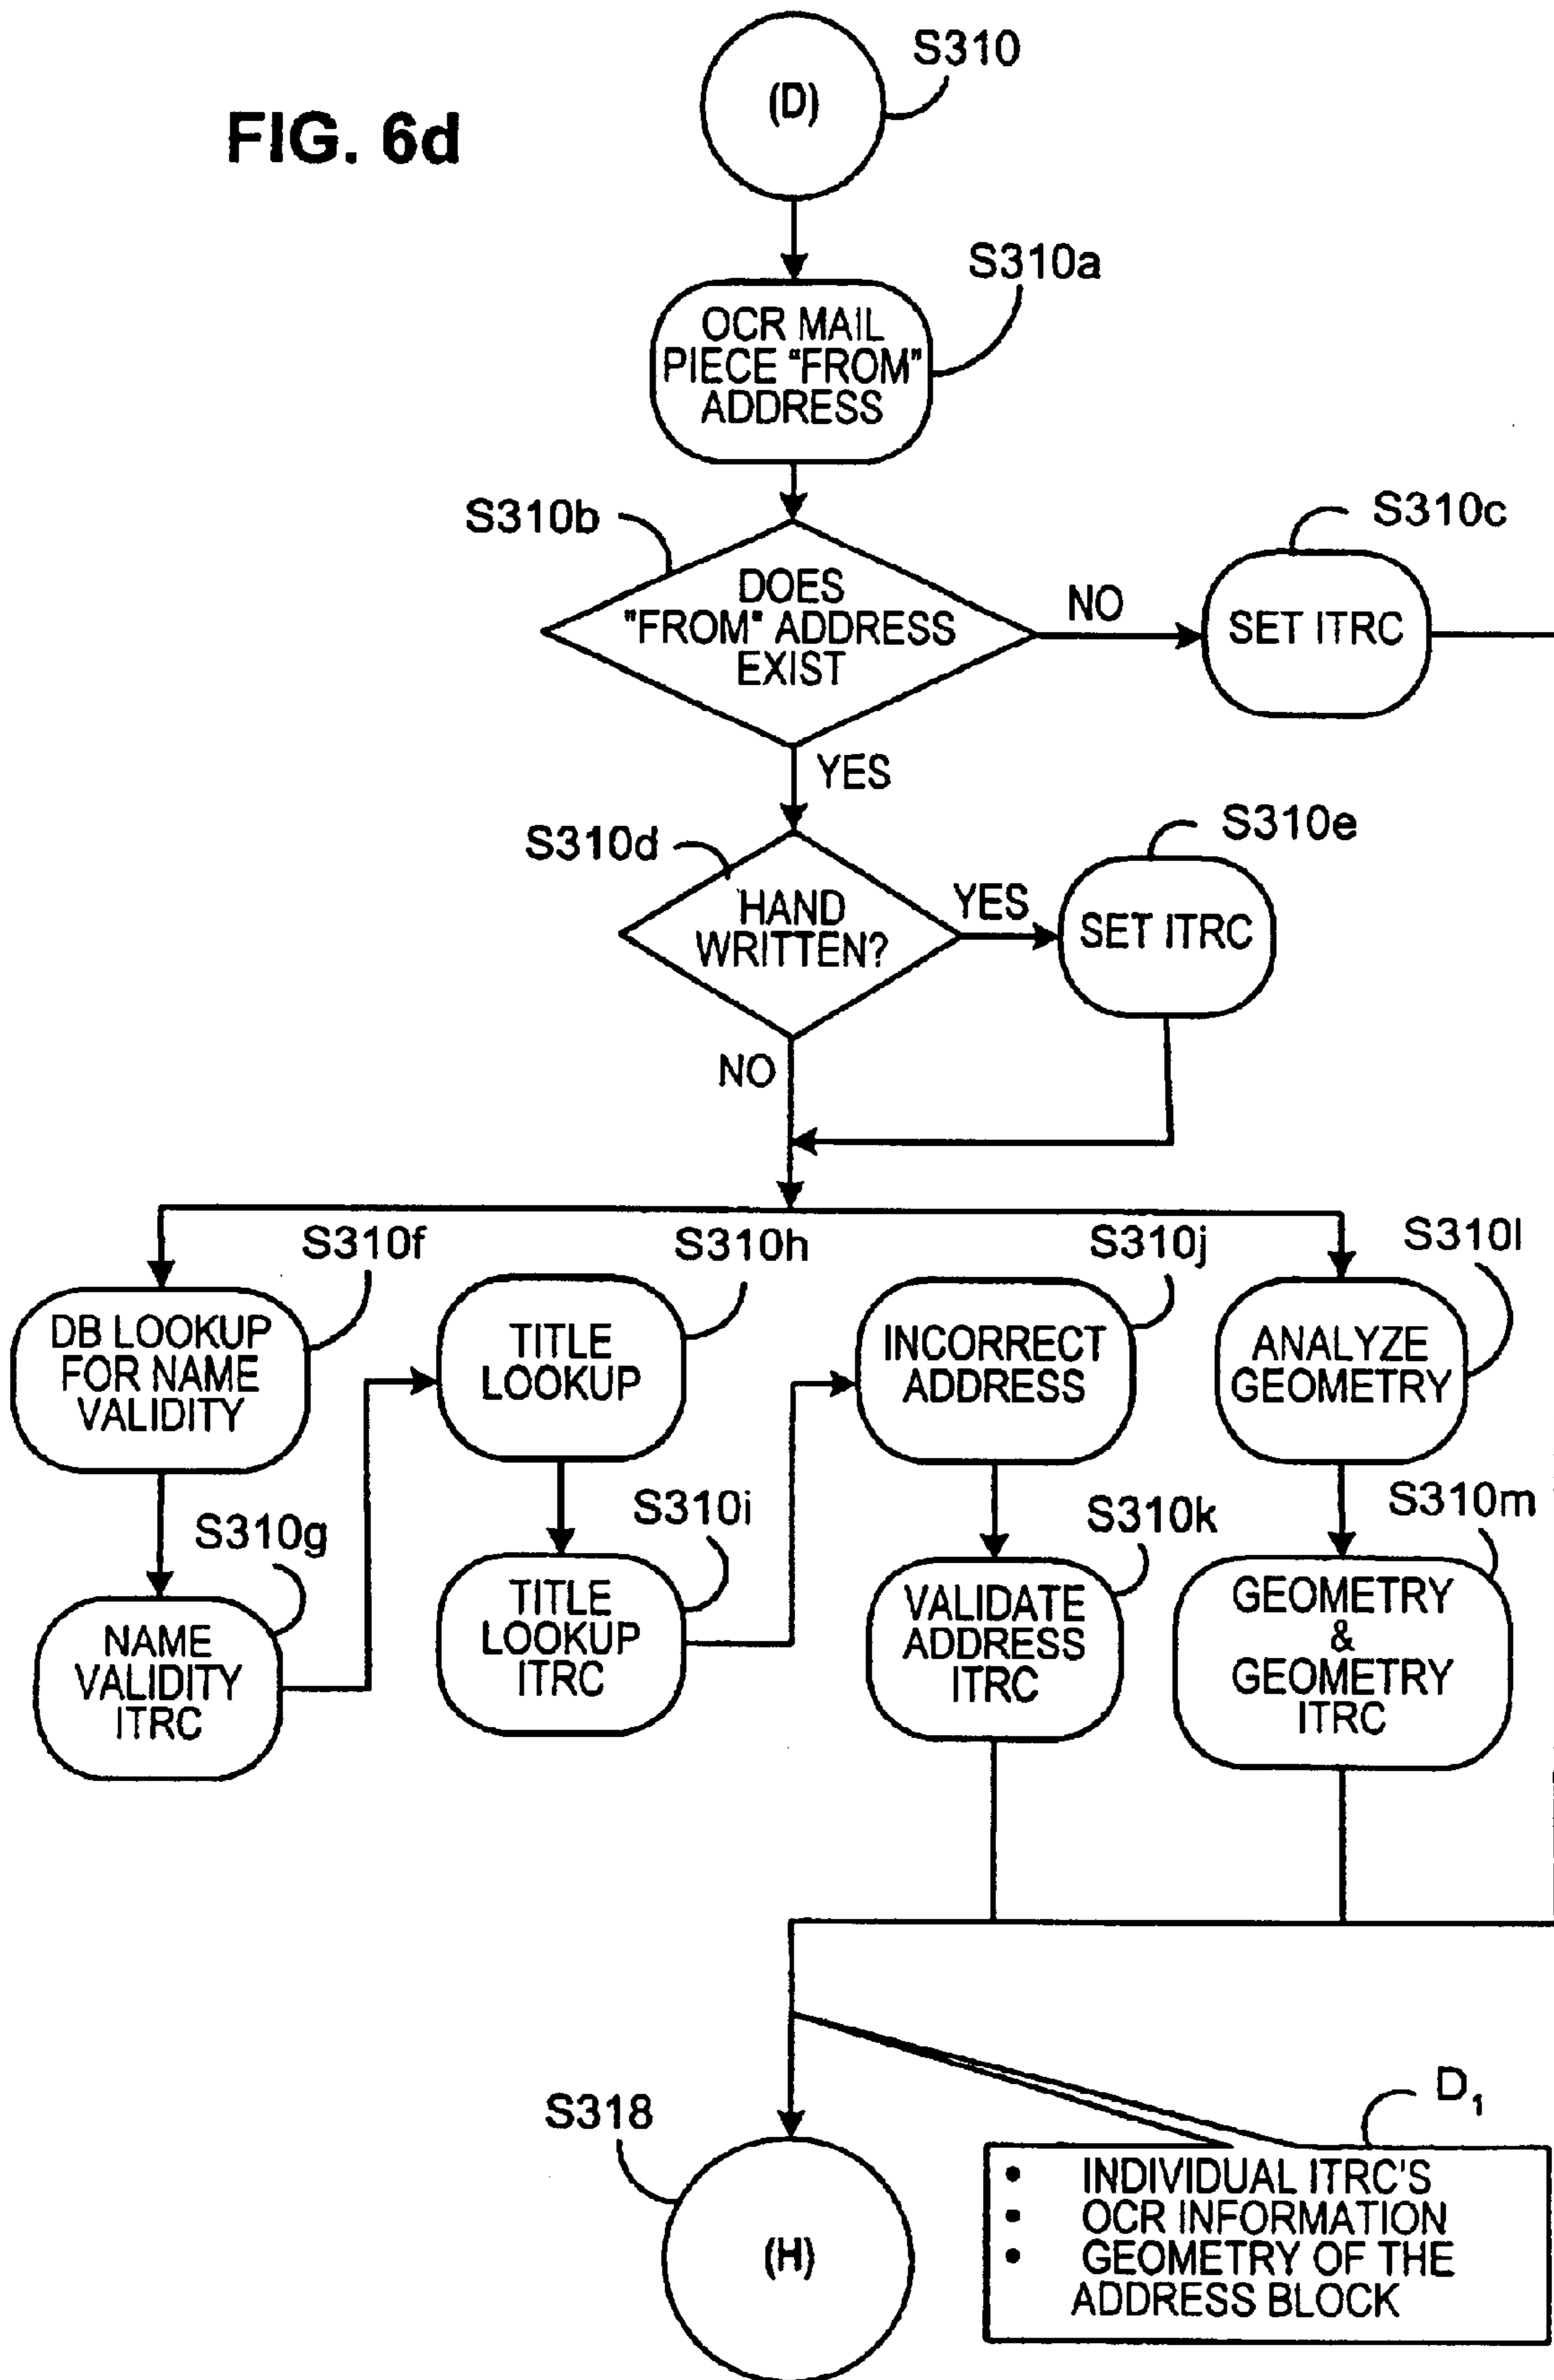 FIG. 6d
(D)
S310
S310a
OCR MAIL
PIECE "FROM"
ADDRESS
S310b
DOES
"FROM" ADDRESS
EXIST
NO
S310c
SET ITRC
YES
S310d
HAND
WRITTEN?
YES
S310e
SET ITRC
NO
S310f
DB LOOKUP
FOR NAME
VALIDITY
S310h
TITLE
LOOKUP
S310j
INCORRECT
ADDRESS
S310l
ANALYZE
GEOMETRY
S310g
NAME
VALIDITY
ITRC
S310i
TITLE
LOOKUP
ITRC
S310k
VALIDATE
ADDRESS
ITRC
S310m
GEOMETRY
&
GEOMETRY
ITRC
S318
(H)
D₁
• INDIVIDUAL ITRC'S
• OCR INFORMATION
• GEOMETRY OF THE
ADDRESS BLOCK